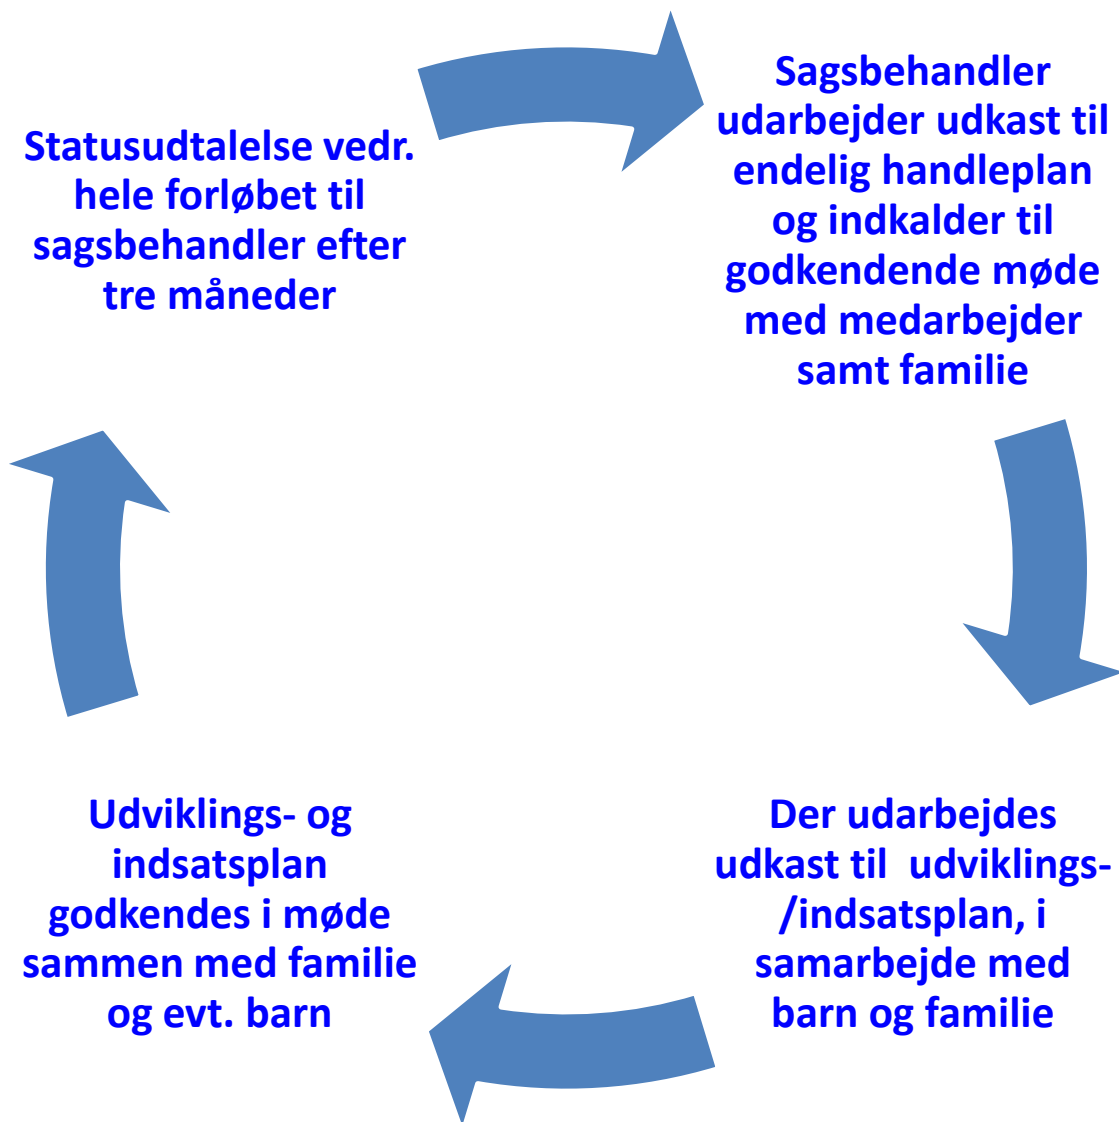 Statusudtalelse vedr.
hele forløbet til
sagsbehandler efter
tre måneder
Sagsbehandler
udarbejder udkast til
endelig handleplan
og indkalder til
godkendende møde
med medarbejder
samt familie
Der udarbejdes
udkast til  udviklings-
/indsatsplan, i
samarbejde med
barn og familie
Udviklings- og
indsatsplan
godkendes i møde
sammen med familie
og evt. barn